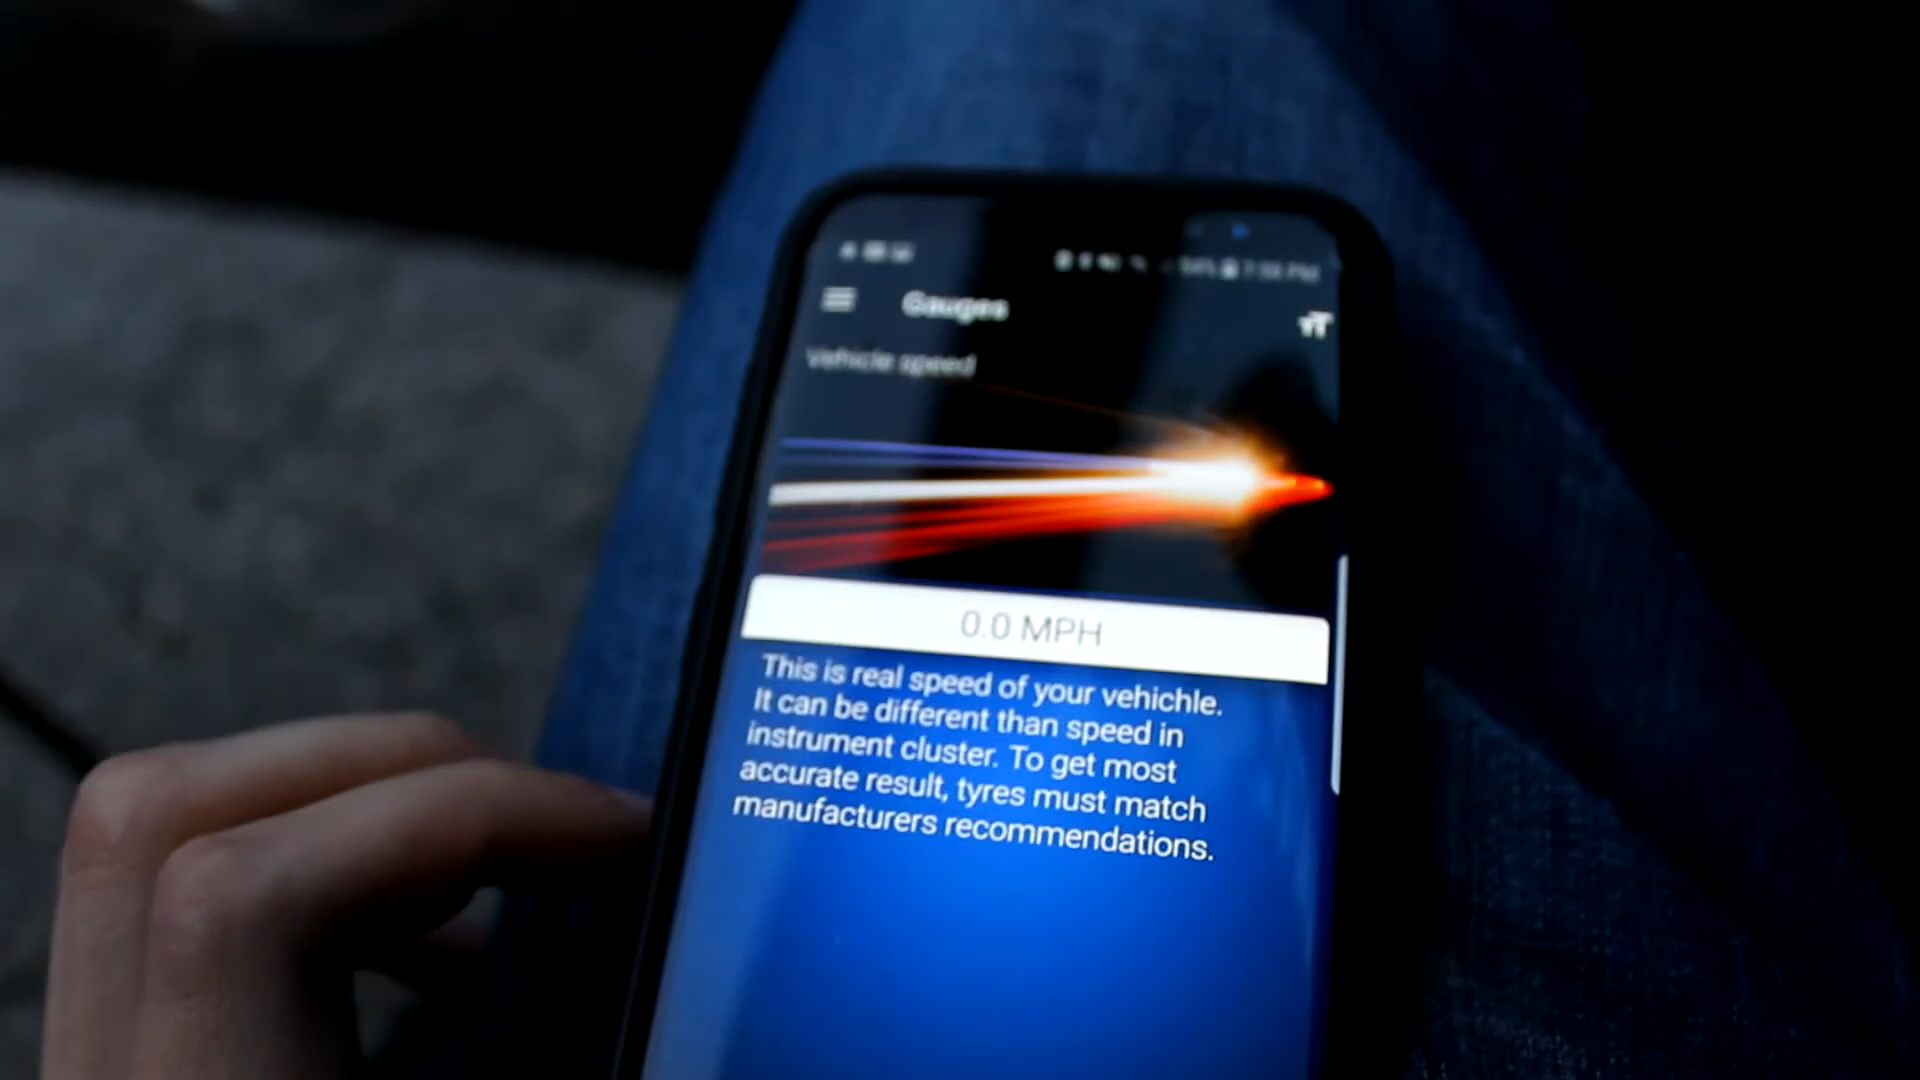 Gauges
Vehicle speed
0.0 MPH
This is real speed of your vehichle.
It can be different than speed in
instrument cluster. To get most
accurate result, tyres must match
manufacturers recommendations.